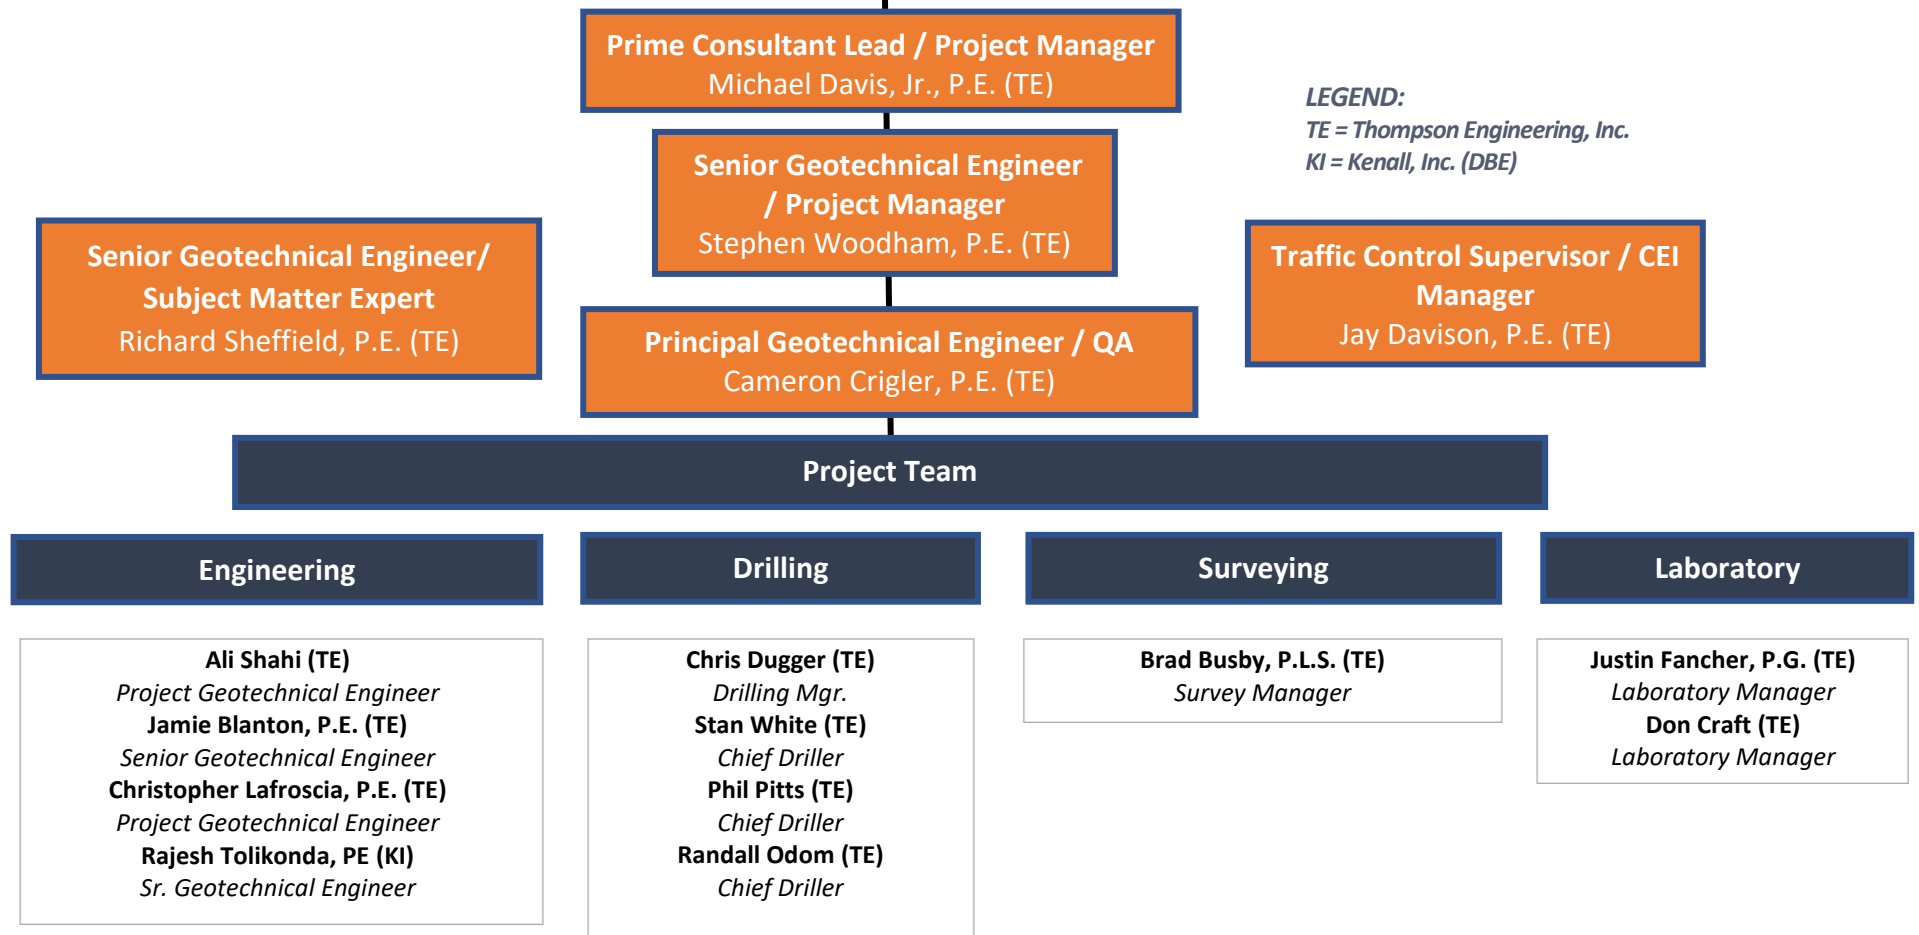 Prime Consultant Lead / Project Manager
Michael Davis, Jr., P.E. (TE)
LEGEND:
TE = Thompson Engineering, Inc.
KI = Kenall, Inc. (DBE)
Senior Geotechnical Engineer
/ Project Manager
Stephen Woodham, P.E. (TE)
Senior Geotechnical Engineer/
Subject Matter Expert
Richard Sheffield, P.E. (TE)
Traffic Control Supervisor / CEI
Manager
Jay Davison, P.E. (TE)
Principal Geotechnical Engineer / QA
Cameron Crigler, P.E. (TE)
Project Team
Engineering
Ali Shahi (TE)
Project Geotechnical Engineer
Jamie Blanton, P.E. (TE)
Senior Geotechnical Engineer
Christopher Lafroscia, P.E. (TE)
Project Geotechnical Engineer
Rajesh Tolikonda, PE (KI)
Sr. Geotechnical Engineer
Drilling
Chris Dugger (TE)
Drilling Mgr.
Stan White (TE)
Chief Driller
Phil Pitts (TE)
Chief Driller
Randall Odom (TE)
Chief Driller
Surveying
Brad Busby, P.L.S. (TE)
Survey Manager
Laboratory
Justin Fancher, P.G. (TE)
Laboratory Manager
Don Craft (TE)
Laboratory Manager